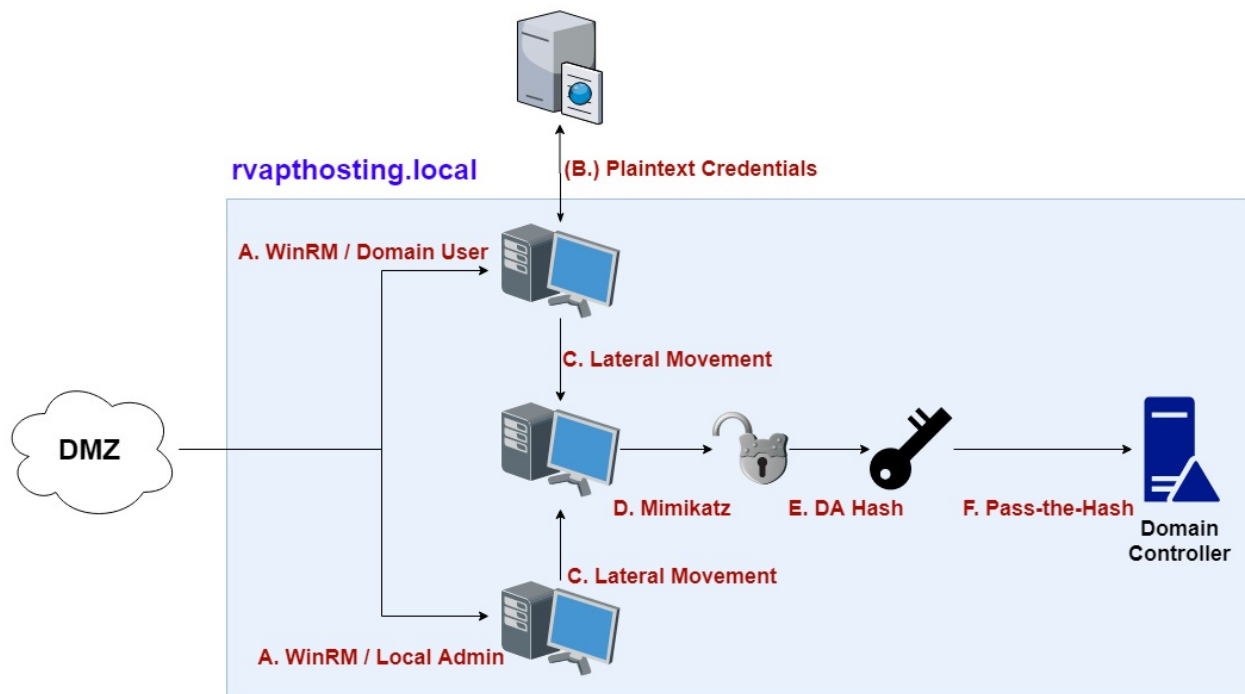 (B.) Plaintext Credentials
rvapthosting.local
A. WinRM / Domain User
C. Lateral Movement
DMZ
D. Mimikatz
E. DA Hash
F. Pass-the-Hash
Domain
Controller
C. Lateral Movement
A. WinRM / Local Admin